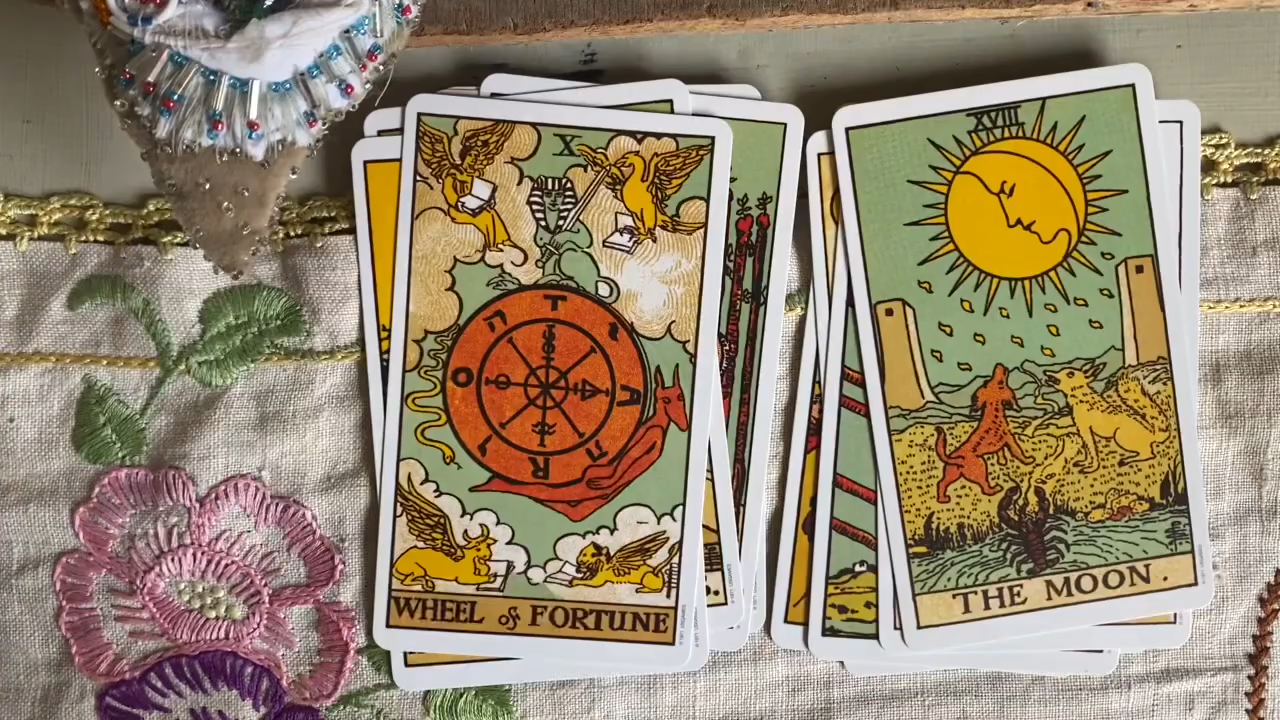 X
WHEEL of FORTUNE
T
A
R
O
ה
ו
ה
י
XVIII
THE MOON.